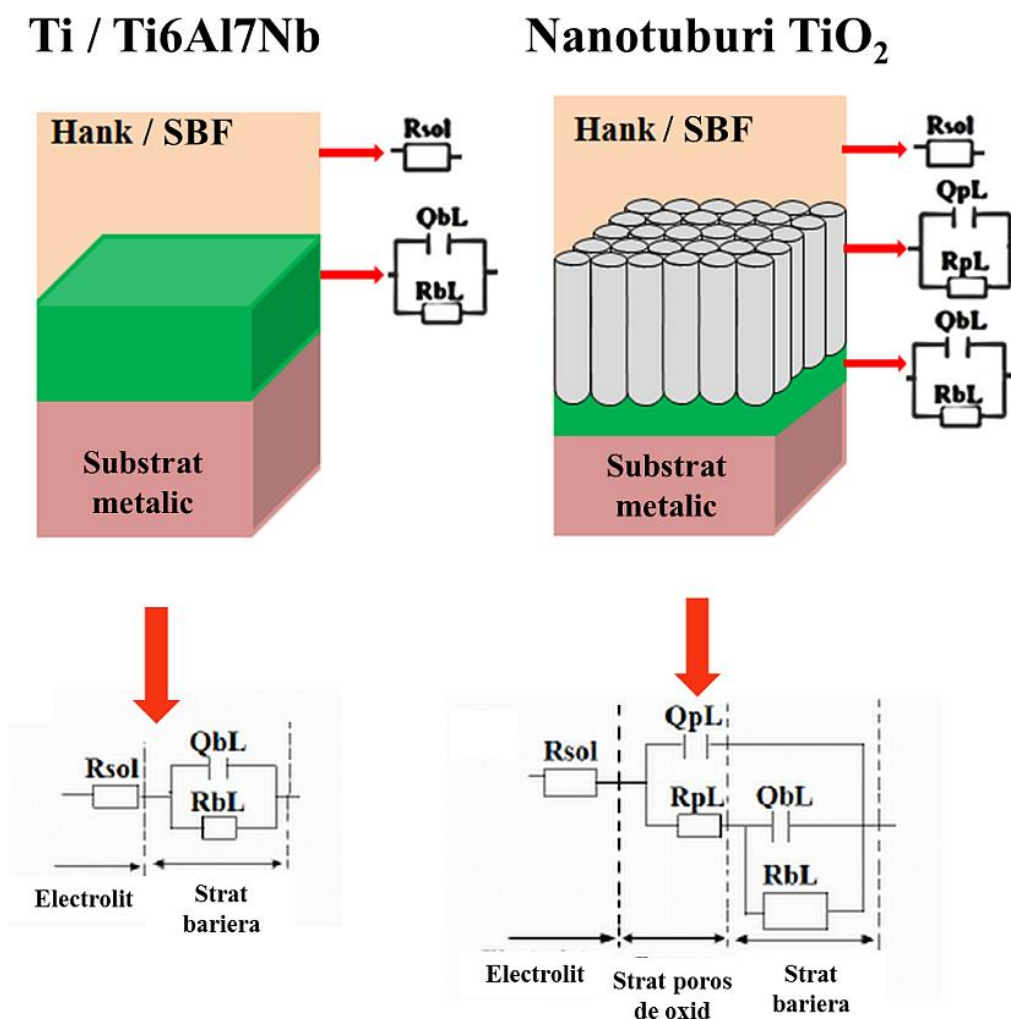 Ti / Ti6Al7Nb
Hank / SBF
Rsol
QbL
RbL
Substrat
metalic
Rsol
QbL
RbL
Electrolit
Strat
bariera
Nanotuburi TiO₂
Hank / SBF
Rsol
QpL
RpL
QbL
RbL
Substrat
metalic
QpL
Rsol
RpL
QbL
RbL
Electrolit
Strat poros
de oxid
Strat
bariera